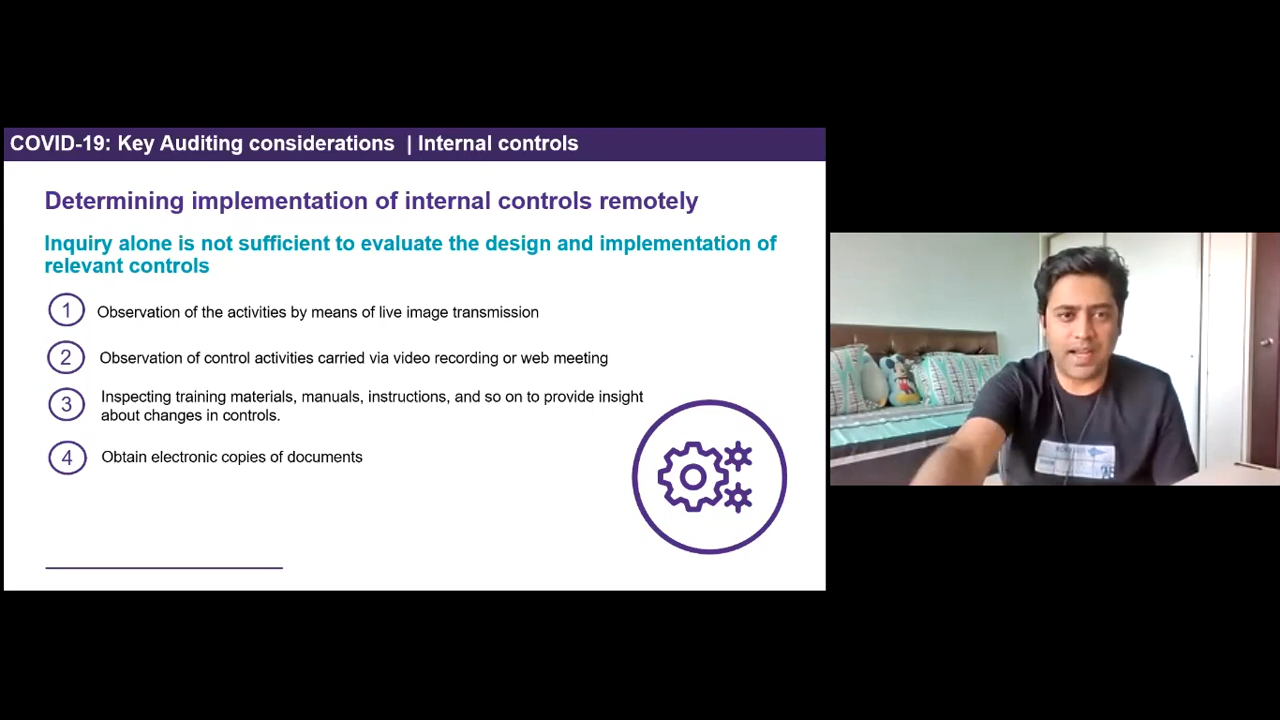 COVID-19: Key Auditing considerations | Internal controls
Determining implementation of internal controls remotely
Inquiry alone is not sufficient to evaluate the design and implementation of
relevant controls
1 Observation of the activities by means of live image transmission
2 Observation of control activities carried via video recording or web meeting
3 Inspecting training materials, manuals, instructions, and so on to provide insight
about changes in controls.
4 Obtain electronic copies of documents